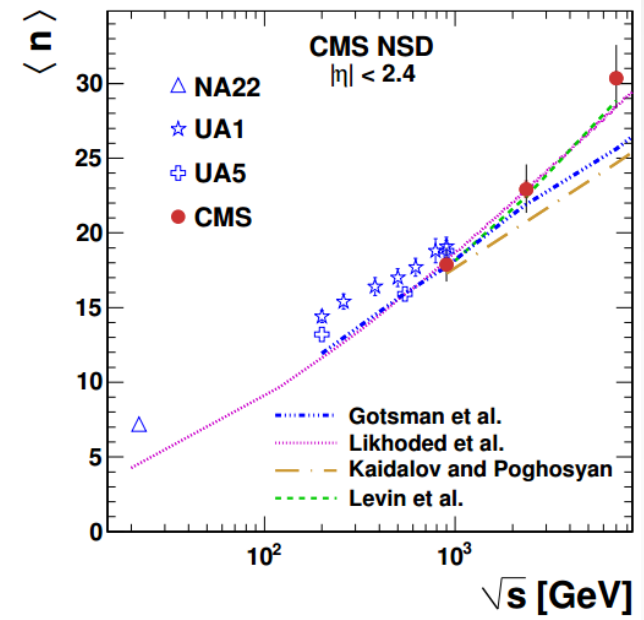 ⟨ n ⟩
CMS NSD
|η| < 2.4
NA22
UA1
UA5
CMS
30
25
20
15
10
5
0
Gotsman et al.
Likhoded et al.
Kaidalov and Poghosyan
Levin et al.
10² 10³
√s [GeV]